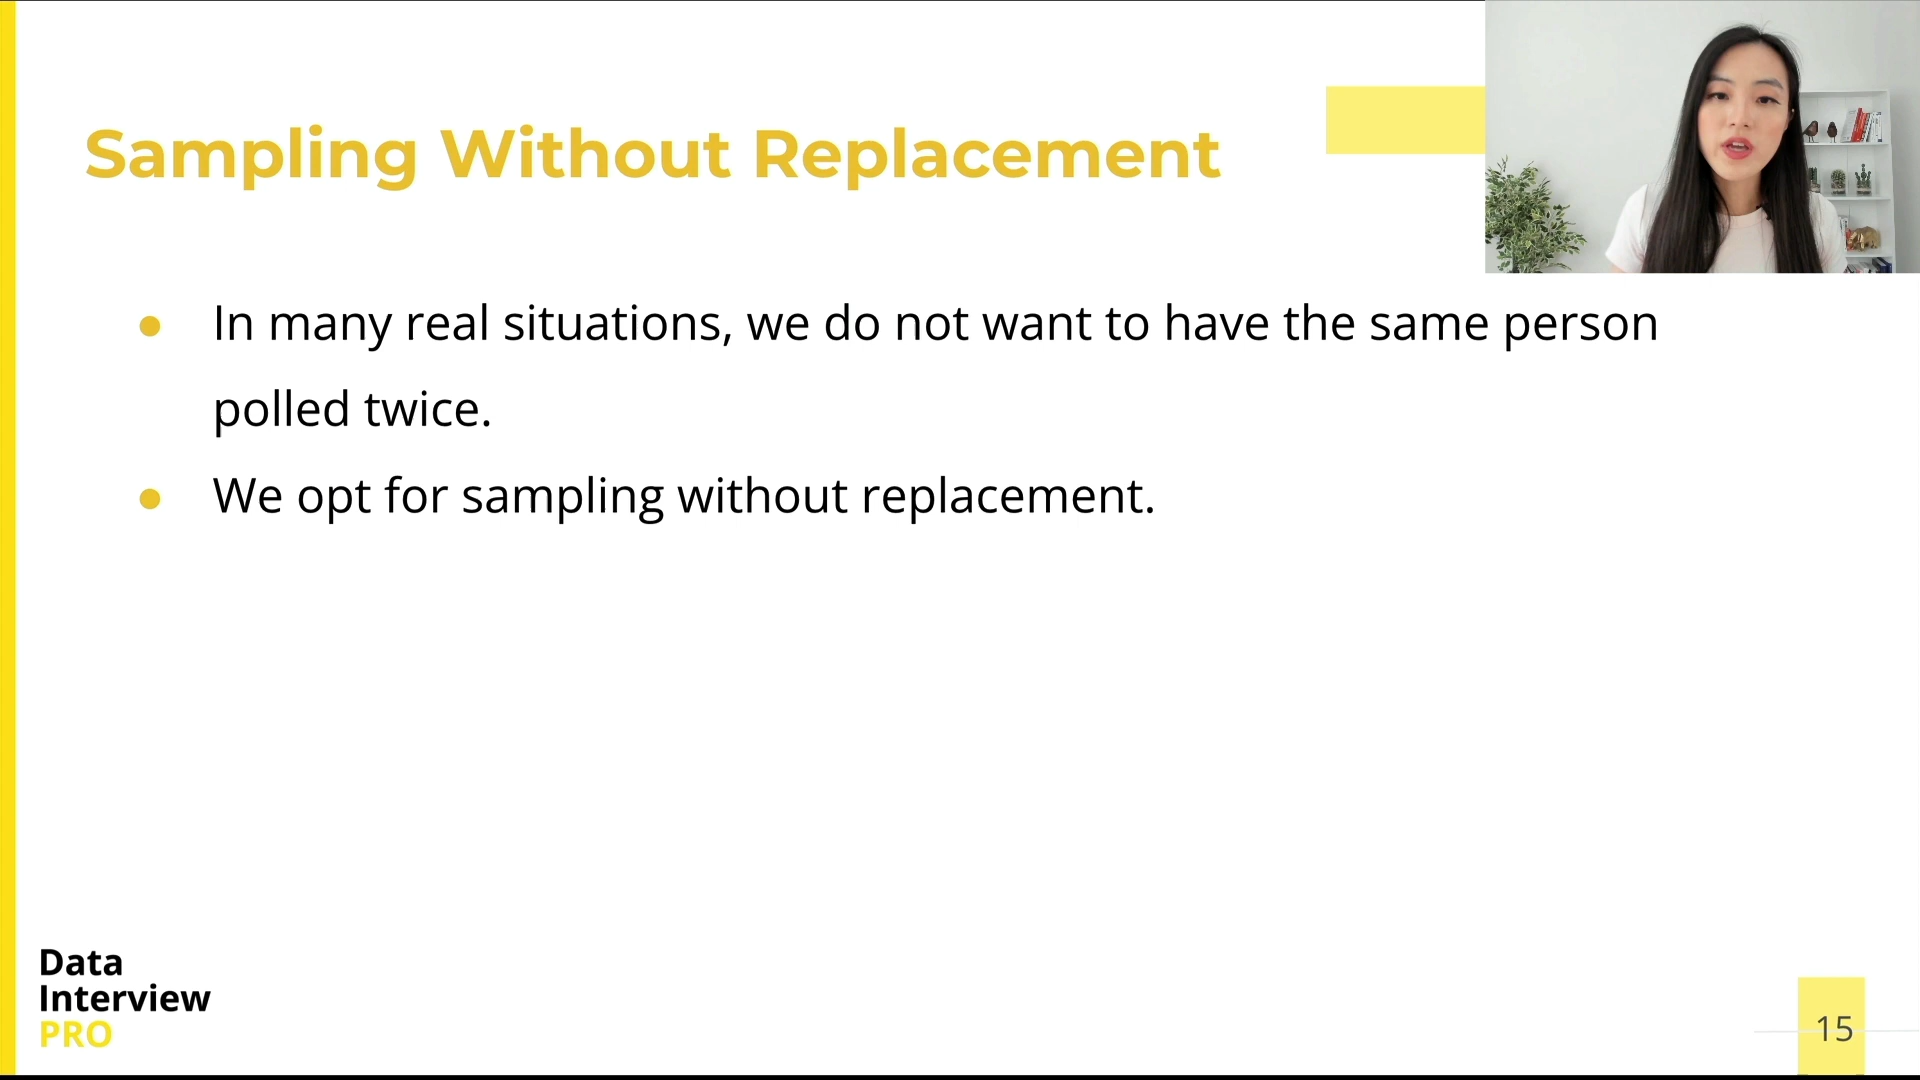 Sampling Without Replacement
● In many real situations, we do not want to have the same person
polled twice.
● We opt for sampling without replacement.
Data
Interview
PRO
15